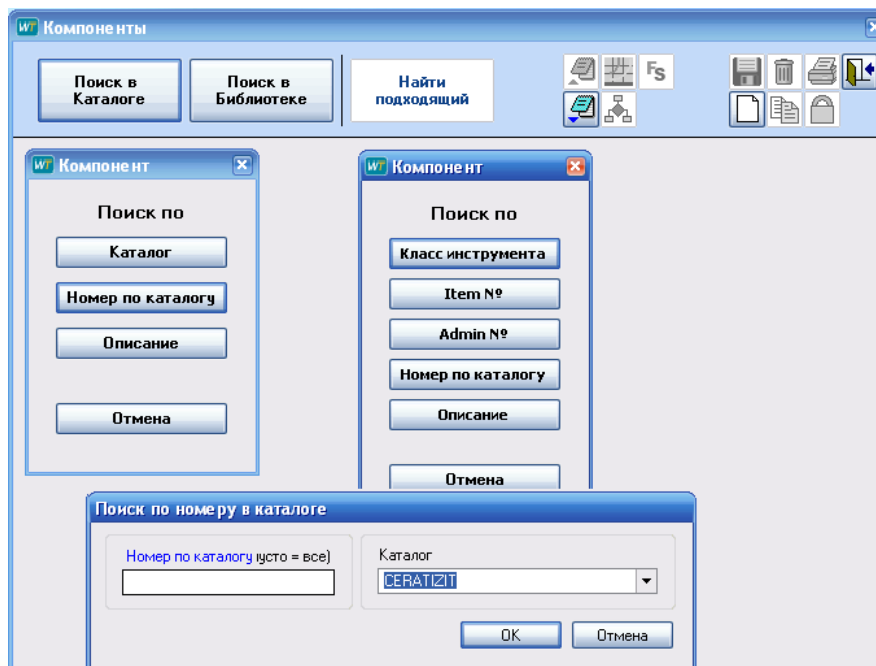 WT Компоненты
Поиск в
Каталоге
Поиск в
Библиотеке
Найти
подходящий
FS
WT Компонент
Поиск по
Каталог
Номер по каталогу
Описание
Отмена
WT Компонент
Поиск по
Класс инструмента
Item №
Admin №
Номер по каталогу
Описание
Отмена
Поиск по номеру в каталоге
Номер по каталогу усто = все)
Каталог
CERATIZIT
OK
Отмена